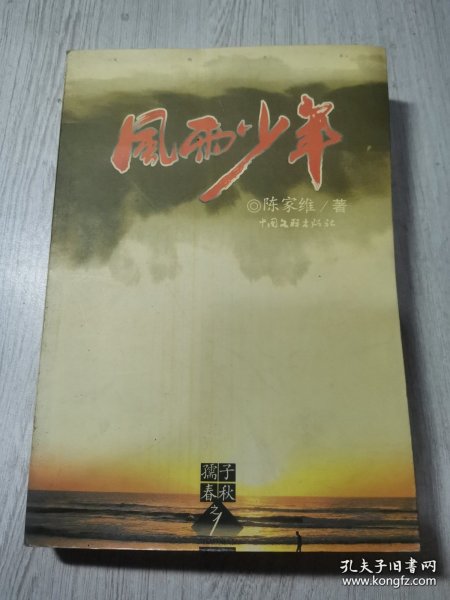 風雨少年
◎陈家维/著
中国文联出版社
孺子
春秋
之1
孔夫子旧书网
www.kongfz.com